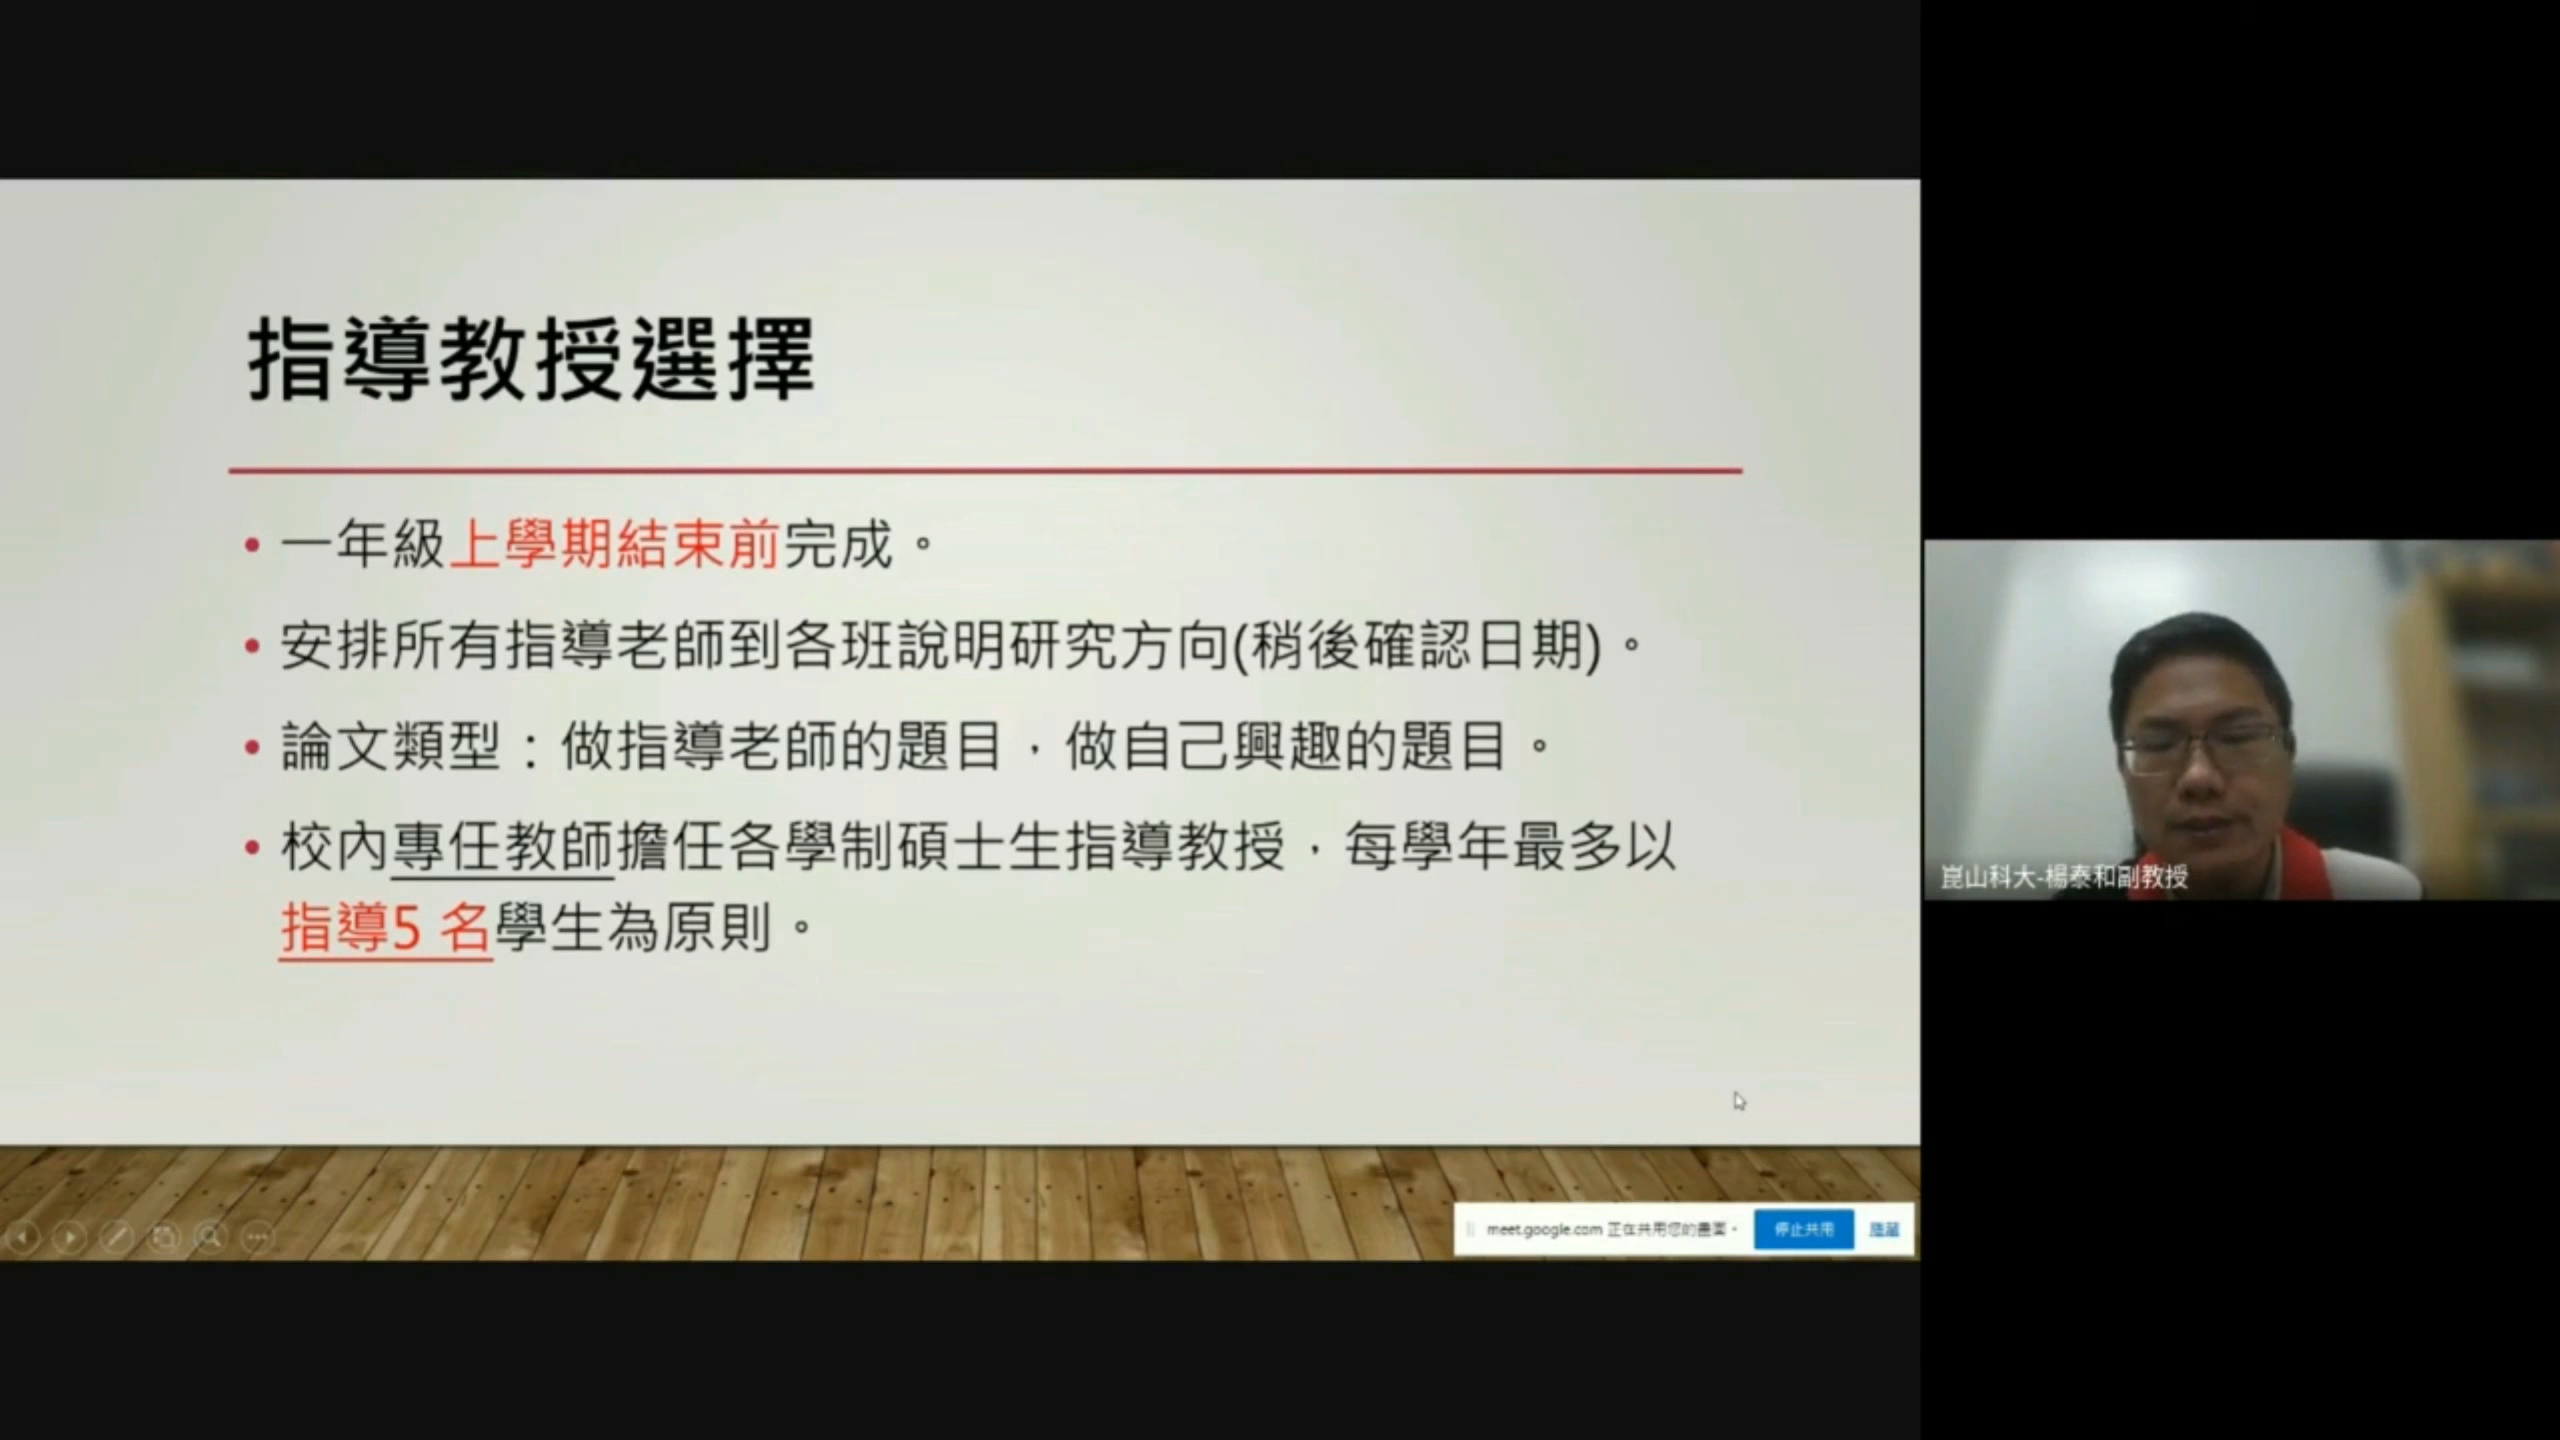 指導教授選擇
• 一年級上學期結束前完成。
• 安排所有指導老師到各班說明研究方向(稍後確認日期)。
• 論文類型：做指導老師的題目，做自己興趣的題目。
• 校內專任教師擔任各學制碩士生指導教授，每學年最多以
指導5 名學生為原則。
崑山科大-楊泰和副教授
meet.google.com 正在共用您的畫面。 停止共用 隱藏